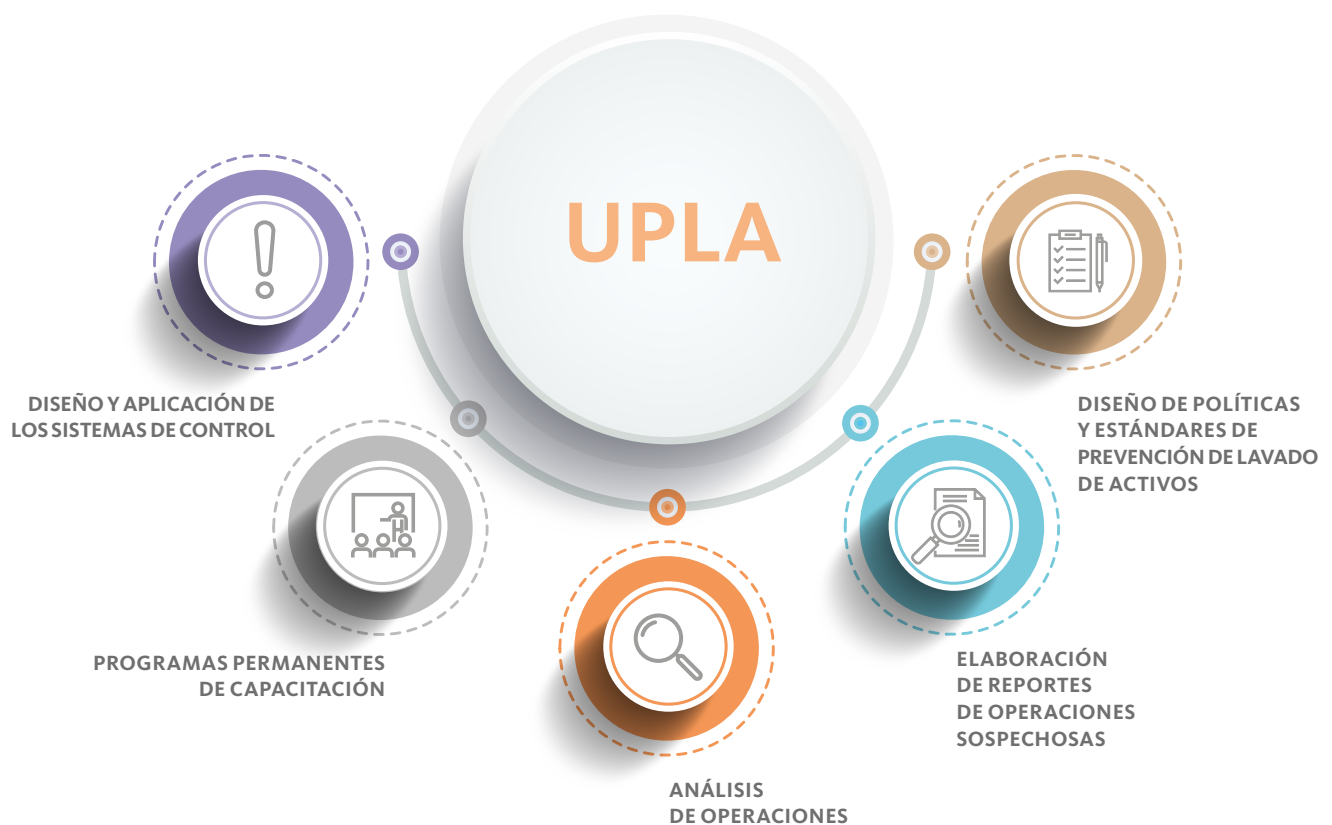 UPLA
DISEÑO Y APLICACIÓN DE
LOS SISTEMAS DE CONTROL
PROGRAMAS PERMANENTES
DE CAPACITACIÓN
ANÁLISIS
DE OPERACIONES
ELABORACIÓN
DE REPORTES
DE OPERACIONES
SOSPECHOSAS
DISEÑO DE POLÍTICAS
Y ESTÁNDARES DE
PREVENCIÓN DE LAVADO
DE ACTIVOS